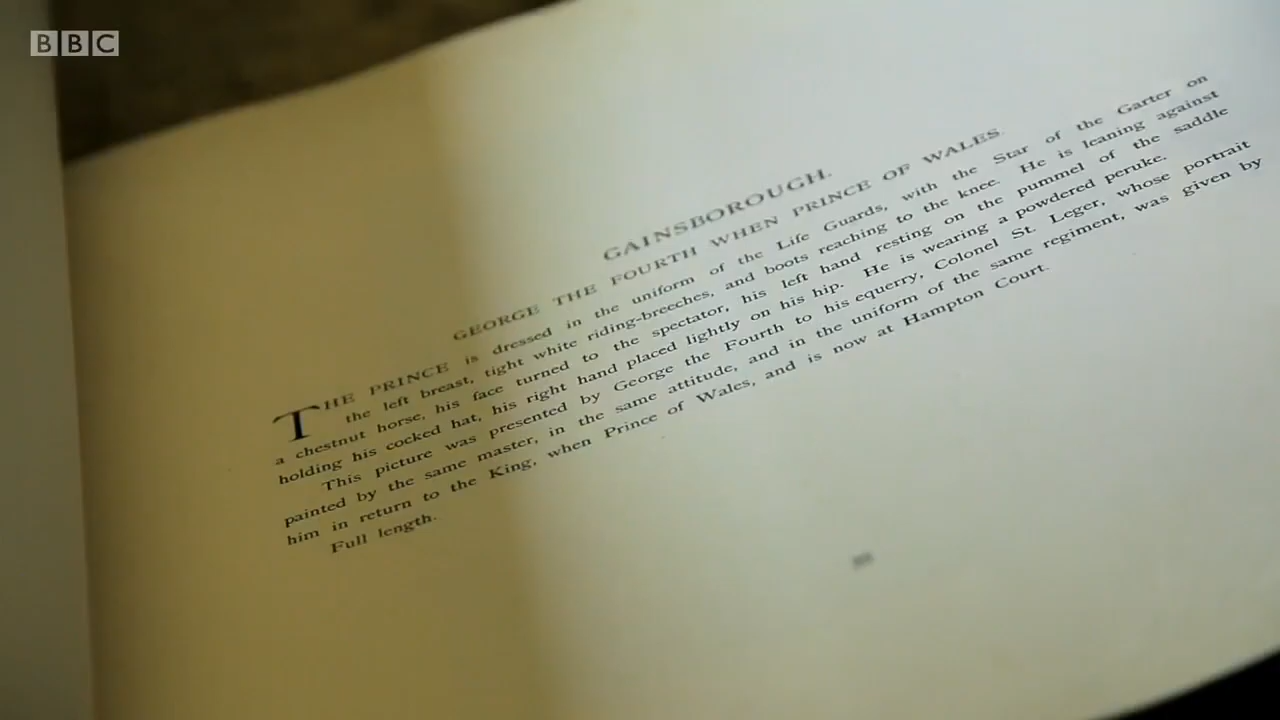 BBC
GAINSBOROUGH.
GEORGE THE FOURTH WHEN PRINCE OF WALES.
THE PRINCE is dressed in the uniform of the Life Guards, with the Star of the Garter on
the left breast, tight white riding-breeches, and boots reaching to the knee. He is leaning against
a chestnut horse, his face turned to the spectator, his left hand resting on the pummel of the saddle
holding his cocked hat, his right hand placed lightly on his hip. He is wearing a powdered peruke.
This picture was presented by George the Fourth to his equerry, Colonel St. Leger, whose portrait
painted by the same master, in the same attitude, and in the uniform of the same regiment, was given by
him in return to the King, when Prince of Wales, and is now at Hampton Court.
Full length.